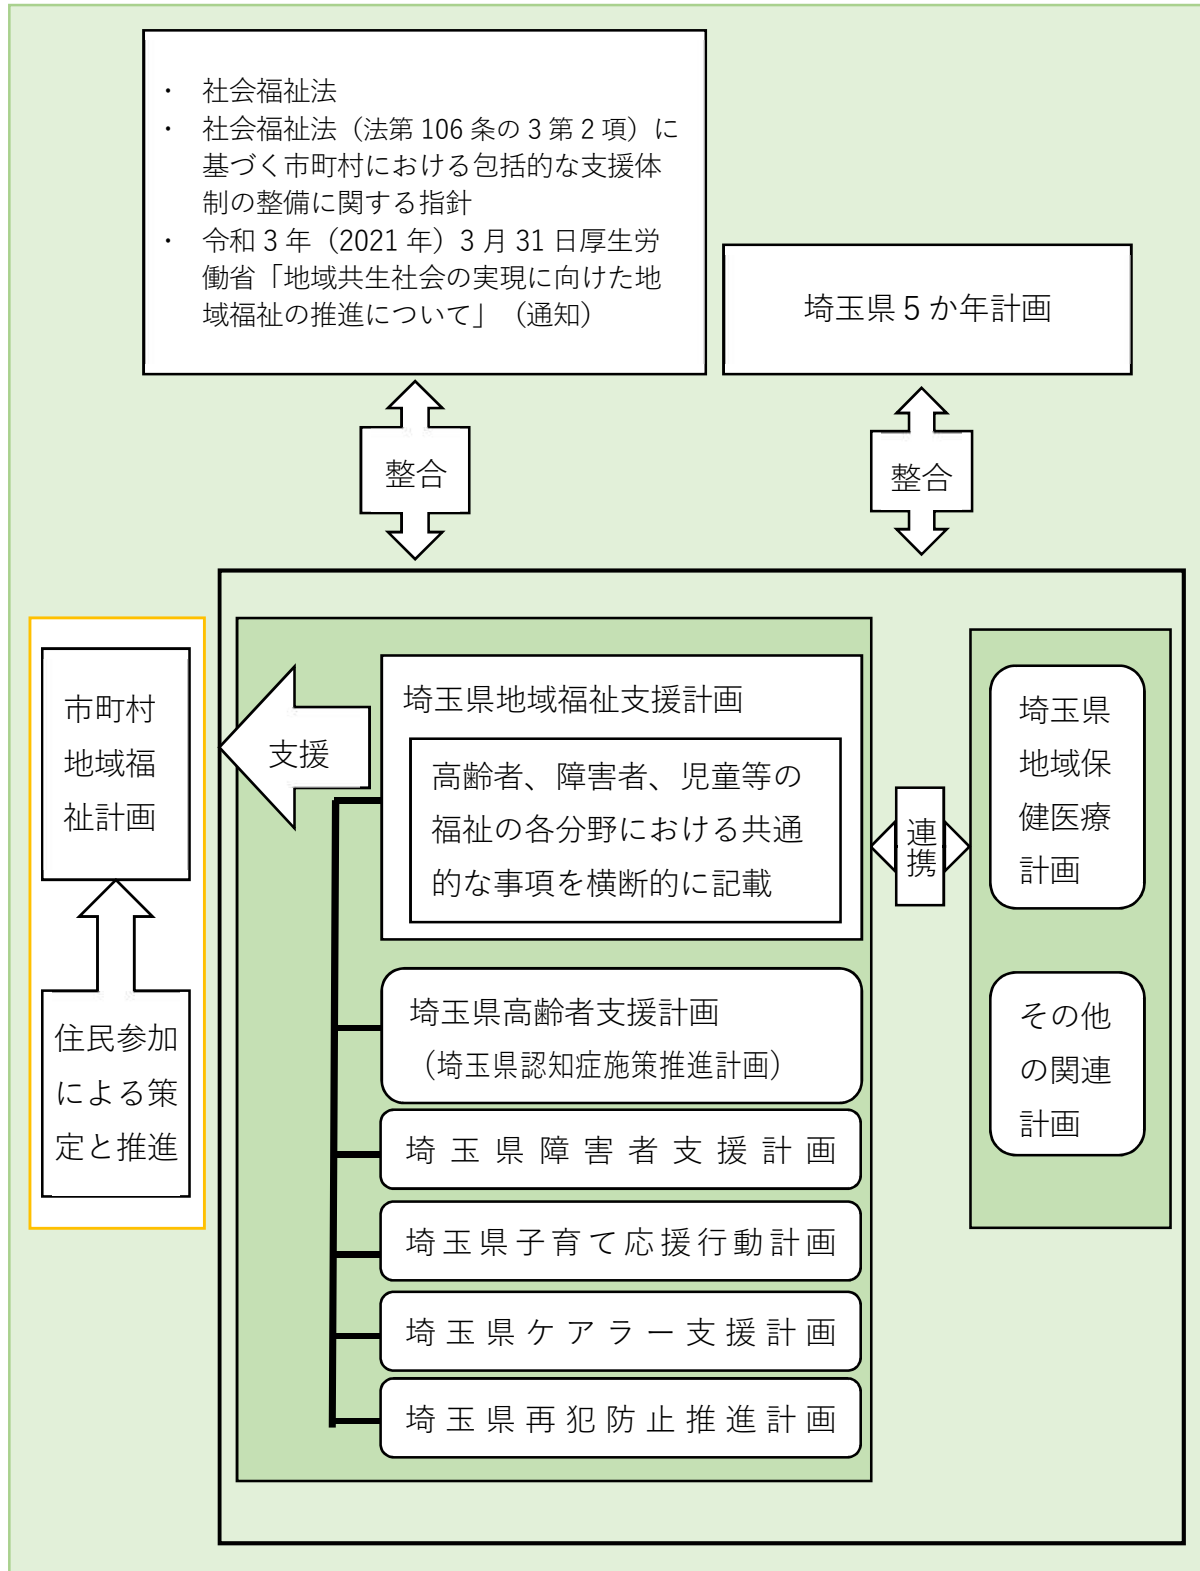 ・ 社会福祉法
・ 社会福祉法（法第 106 条の 3 第 2 項）に
基づく市町村における包括的な支援体
制の整備に関する指針
・ 令和 3 年（2021 年）3 月 31 日厚生労
働省「地域共生社会の実現に向けた地
域福祉の推進について」（通知）
埼玉県 5 か年計画
整合
整合
市町村
地域福
祉計画
住民参加
による策
定と推進
支援
埼玉県地域福祉支援計画
高齢者、障害者、児童等の
福祉の各分野における共通
的な事項を横断的に記載
埼玉県高齢者支援計画
（埼玉県認知症施策推進計画）
埼玉県障害者支援計画
埼玉県子育て応援行動計画
埼玉県ケアラー支援計画
埼玉県再犯防止推進計画
連携
埼玉県
地域保
健医療
計画
その他
の関連
計画